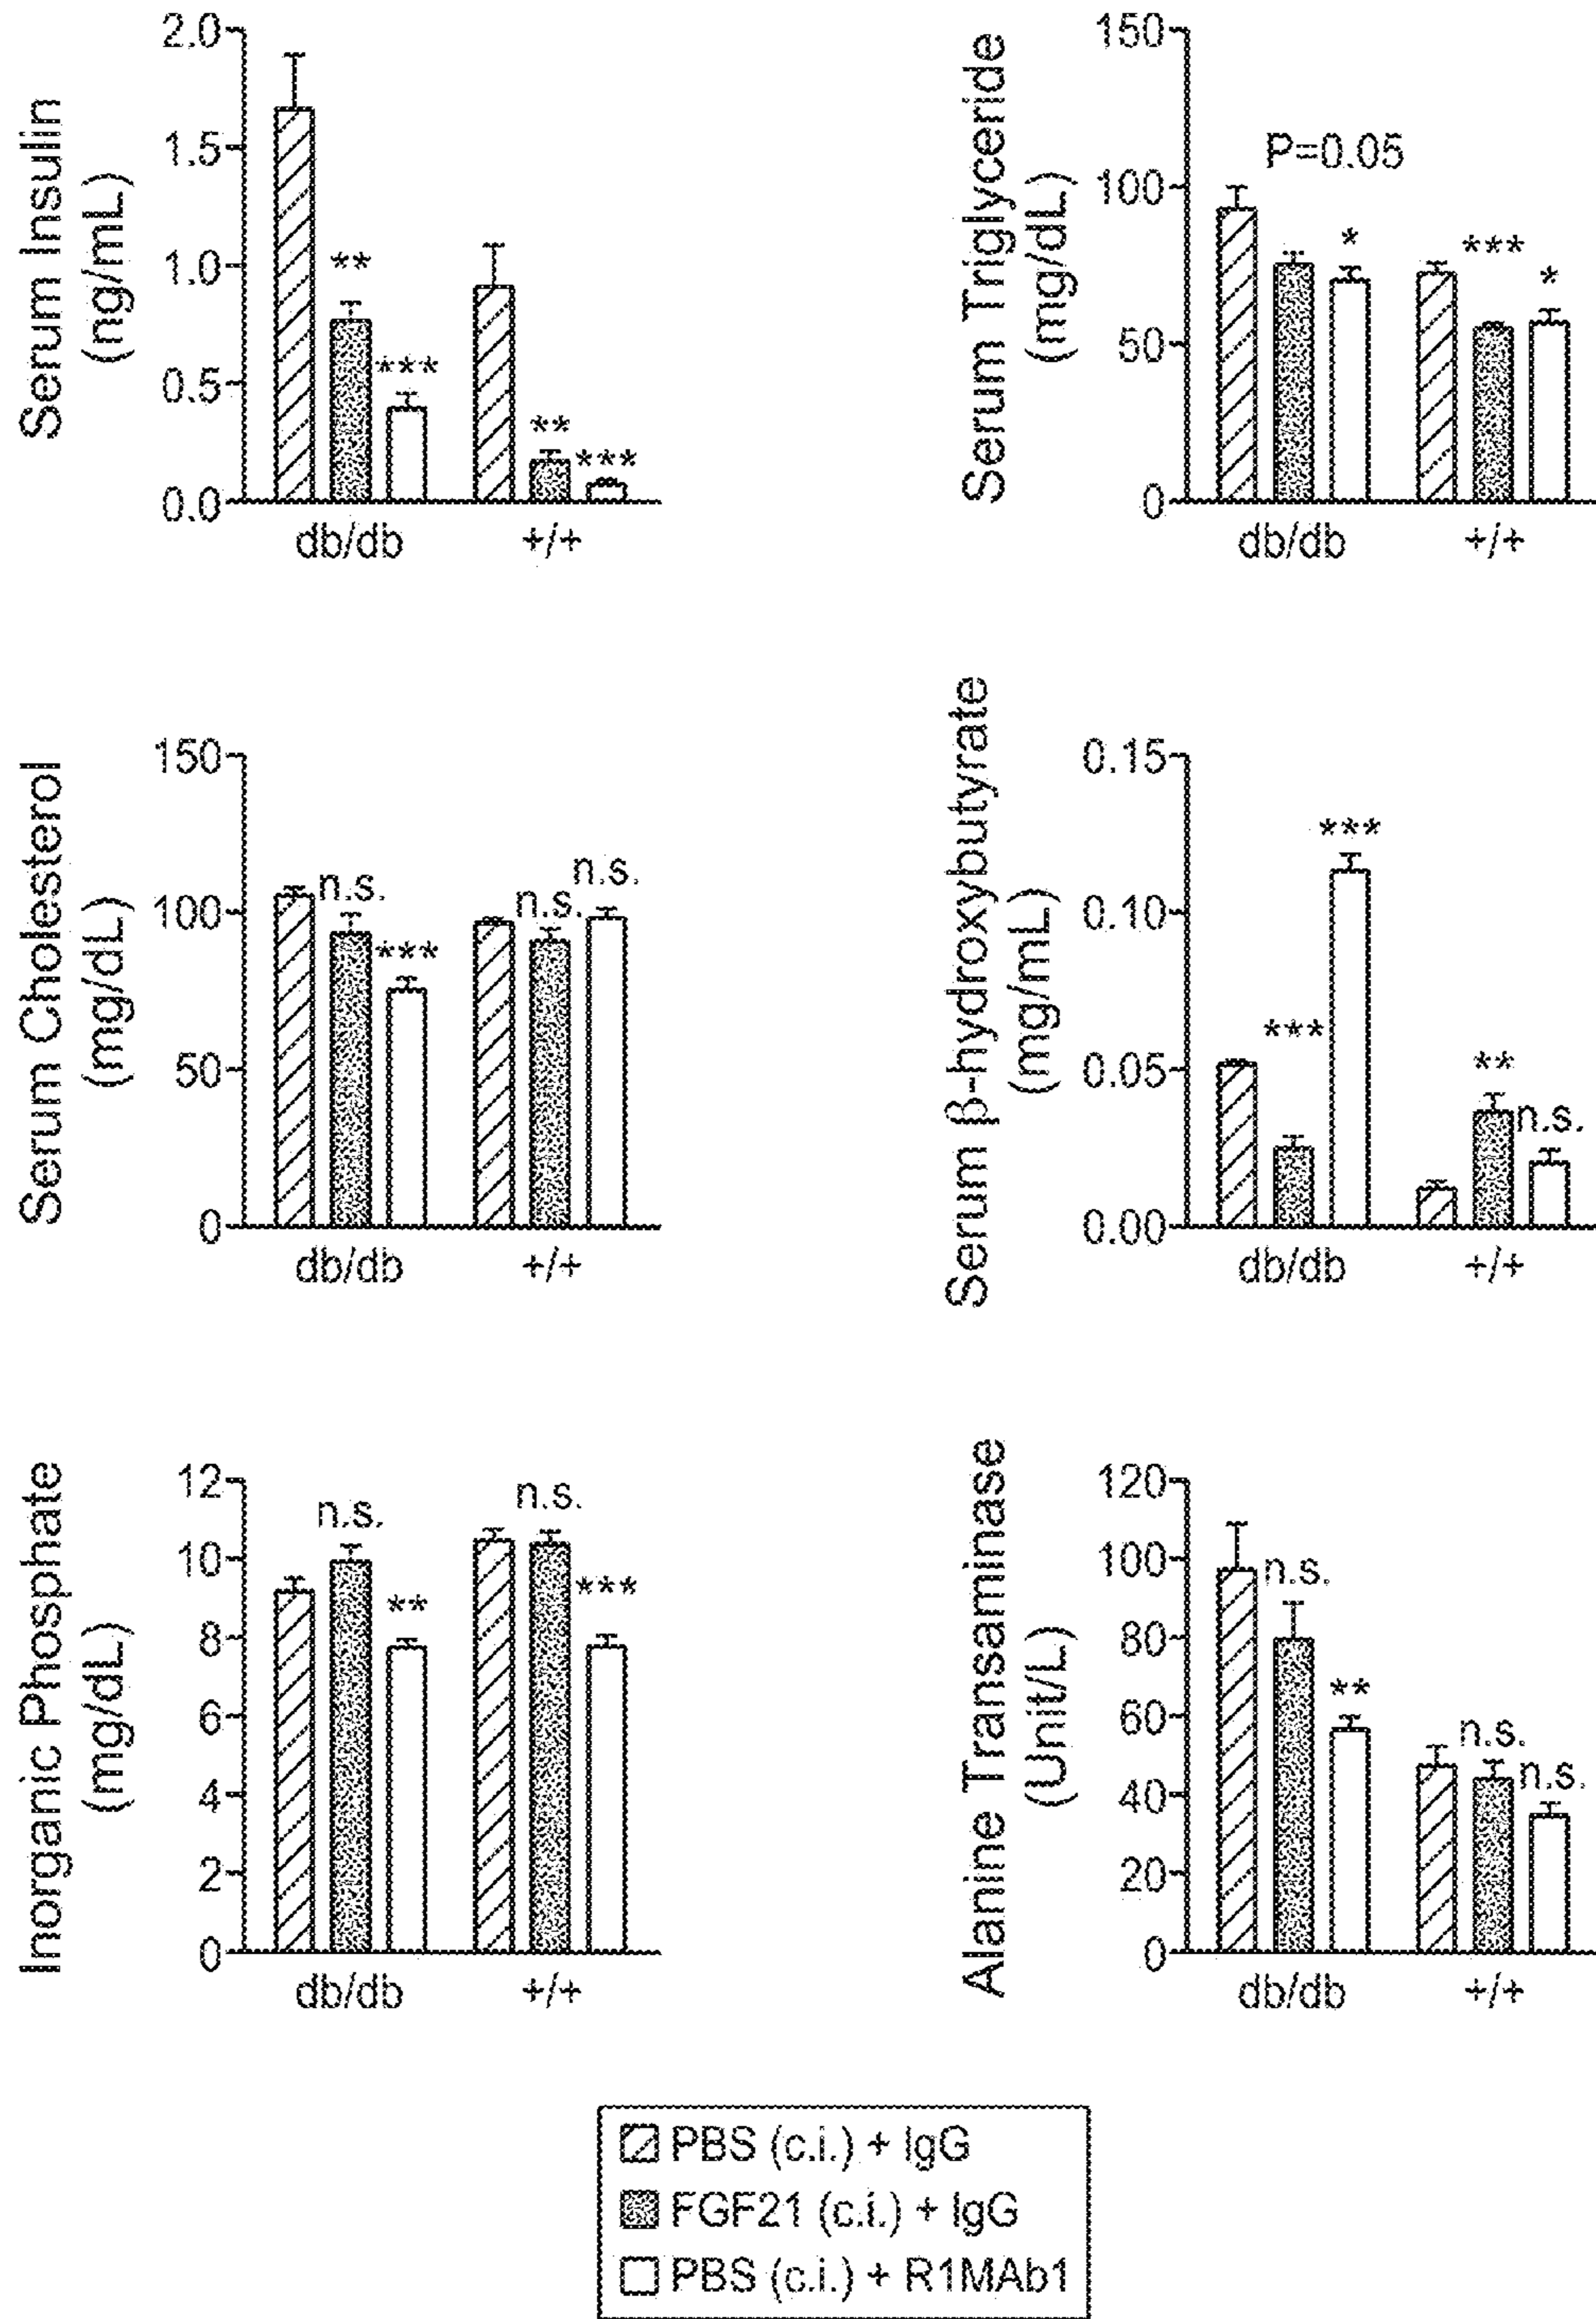 Serum Insulin
(ng/mL)
2.0
1.5
1.0
0.5
0.0
**
***
**
***
db/db
+/+
Serum Triglyceride
(mg/dL)
150
100
50
0
P=0.05
*
***
*
db/db
+/+
Serum Cholesterol
(mg/dL)
150
100
50
0
n.s.
***
n.s.
n.s.
db/db
+/+
Serum β-hydroxybutyrate
(mg/mL)
0.15
0.10
0.05
0.00
***
***
**
n.s.
db/db
+/+
Inorganic Phosphate
(mg/dL)
12
10
8
6
4
2
0
n.s.
**
n.s.
***
db/db
+/+
Alanine Transaminase
(Unit/L)
120
100
80
60
40
20
0
n.s.
**
n.s.
n.s.
db/db
+/+
PBS (c.i.) + IgG
FGF21 (c.i.) + IgG
PBS (c.i.) + R1MAb1